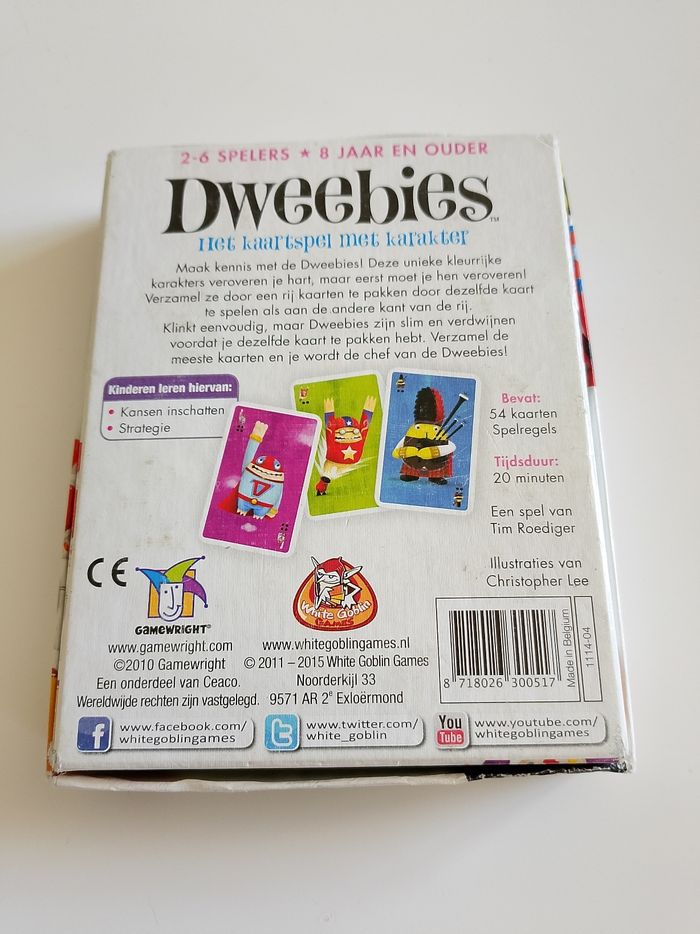 2-6 SPELERS ★ 8 JAAR EN OUDER
Dweebies™
Het kaartspel met karakter
Maak kennis met de Dweebies! Deze unieke kleurrijke
karakters veroveren je hart, maar eerst moet je hen veroveren!
Verzamel ze door een rij kaarten te pakken door dezelfde kaart
te spelen als aan de andere kant van de rij.
Klinkt eenvoudig, maar Dweebies zijn slim en verdwijnen
voordat je dezelfde kaart te pakken hebt. Verzamel de
meeste kaarten en je wordt de chef van de Dweebies!
Kinderen leren hiervan:
• Kansen inschatten
• Strategie
D
Bevat:
54 kaarten
Spelregels
Tijdsduur:
20 minuten
Een spel van
Tim Roediger
Illustraties van
Christopher Lee
CE
GAMEWRIGHT®
www.gamewright.com
©2010 Gamewright
Een onderdeel van Ceaco.
Wereldwijde rechten zijn vastgelegd.
White Goblin
GAMES
www.whitegoblingames.nl
© 2011 – 2015 White Goblin Games
Noorderkijl 33
9571 AR 2e Exloërmond
8 718026 300517
Made in Belgium
1114-04
f
www.facebook.com/
whitegoblingames
www.twitter.com/
white_goblin
You
Tube
www.youtube.com/
whitegoblingames